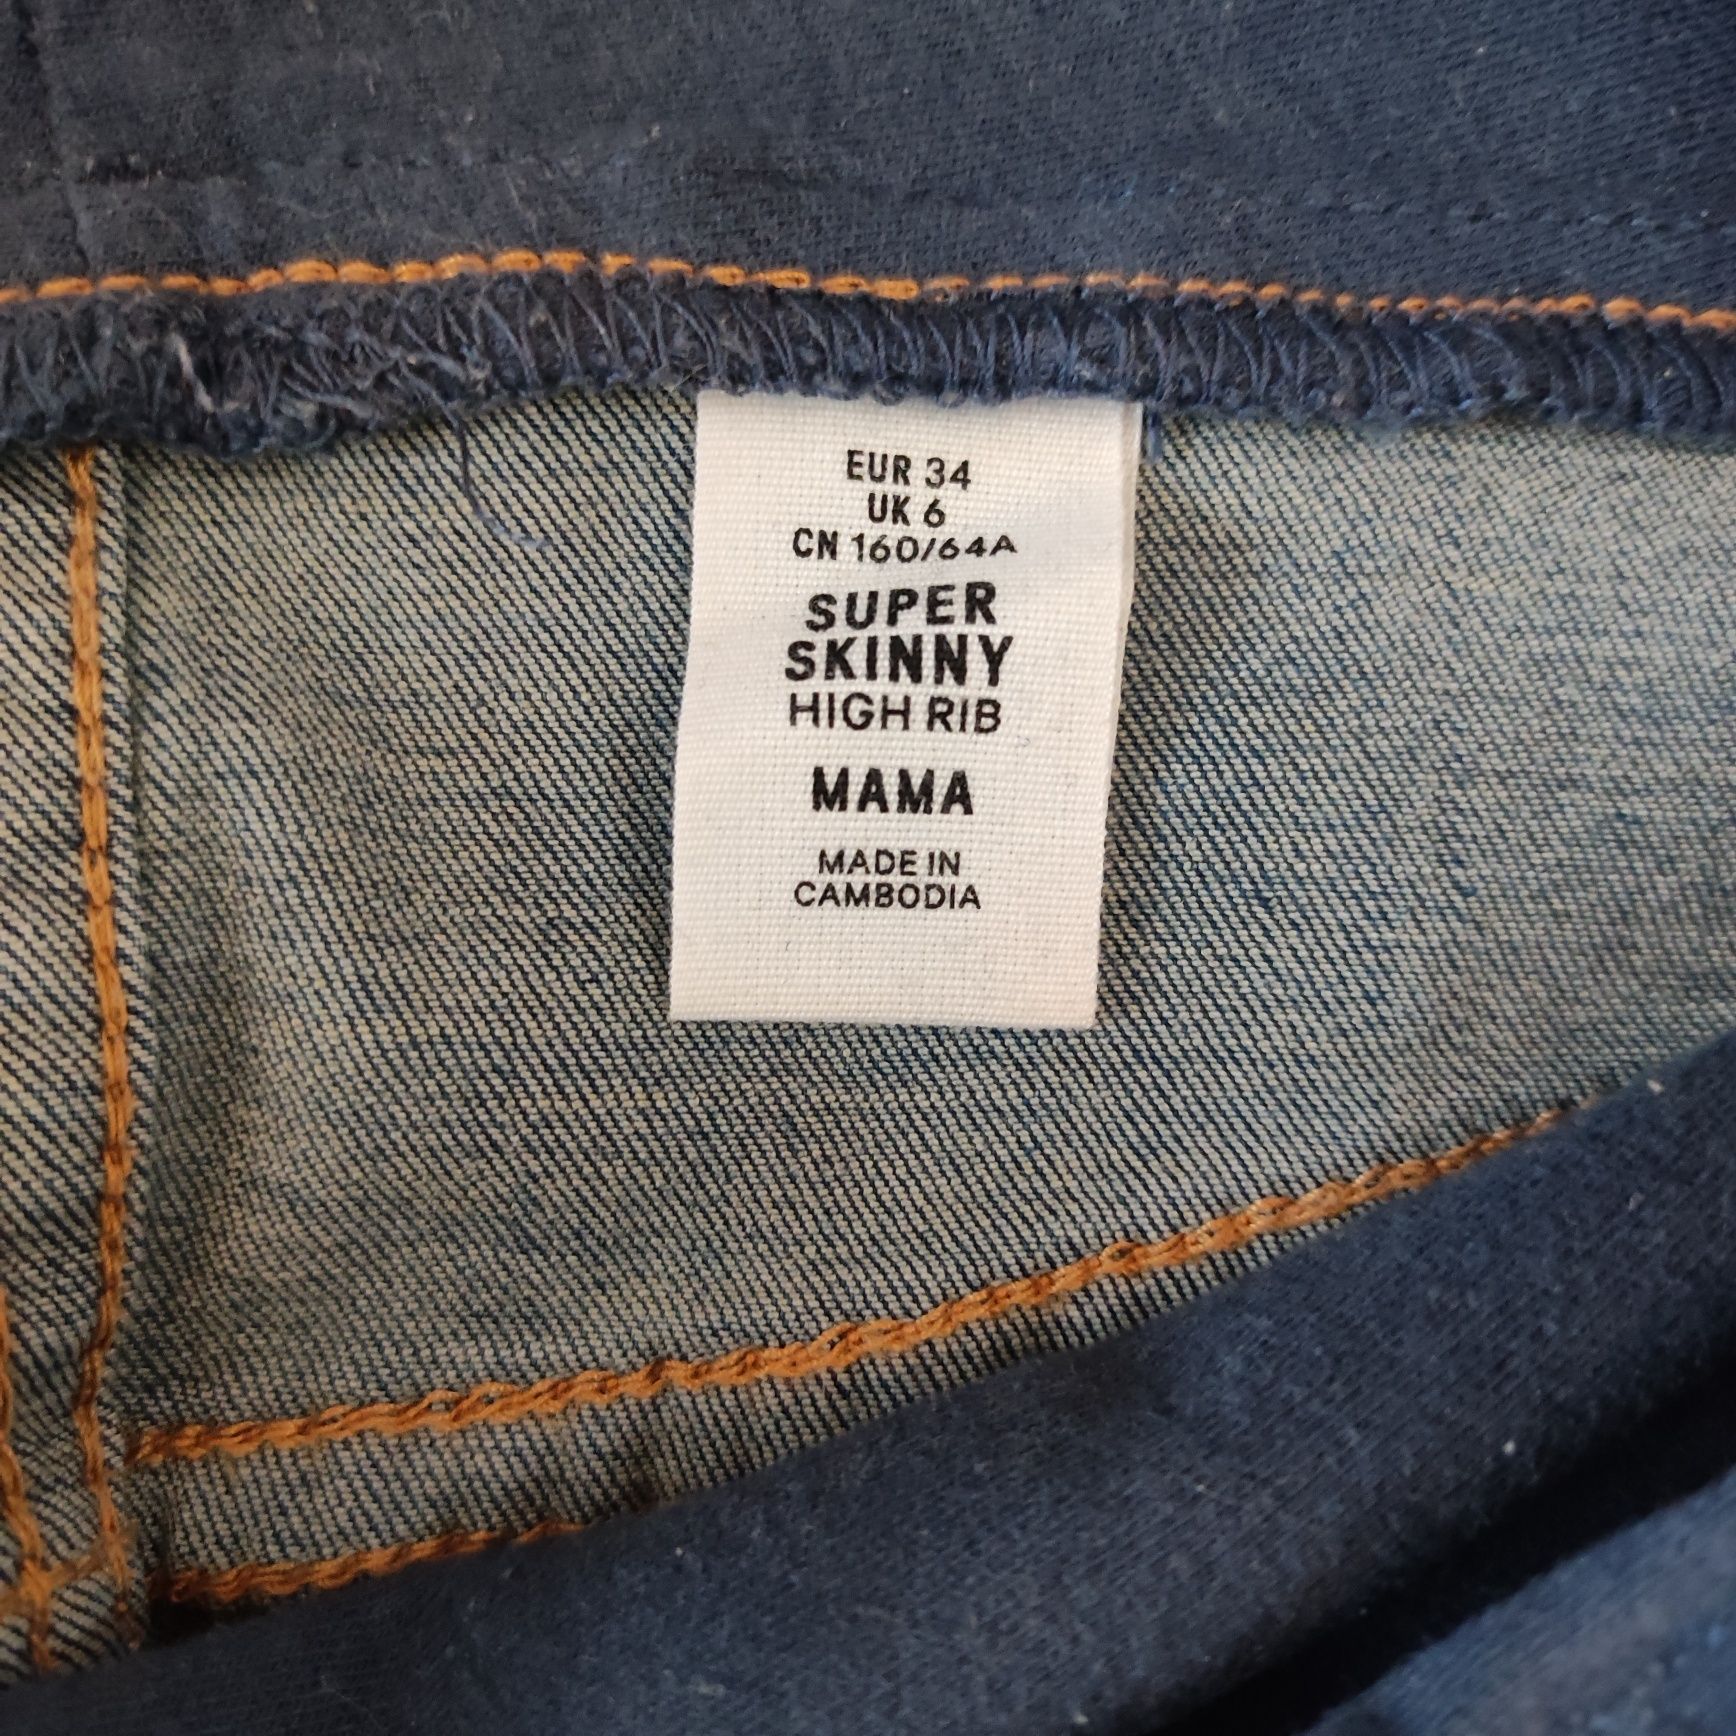 EUR 34
UK 6
CN 160/64A
SUPER
SKINNY
HIGH RIB
MAMA
MADE IN
CAMBODIA